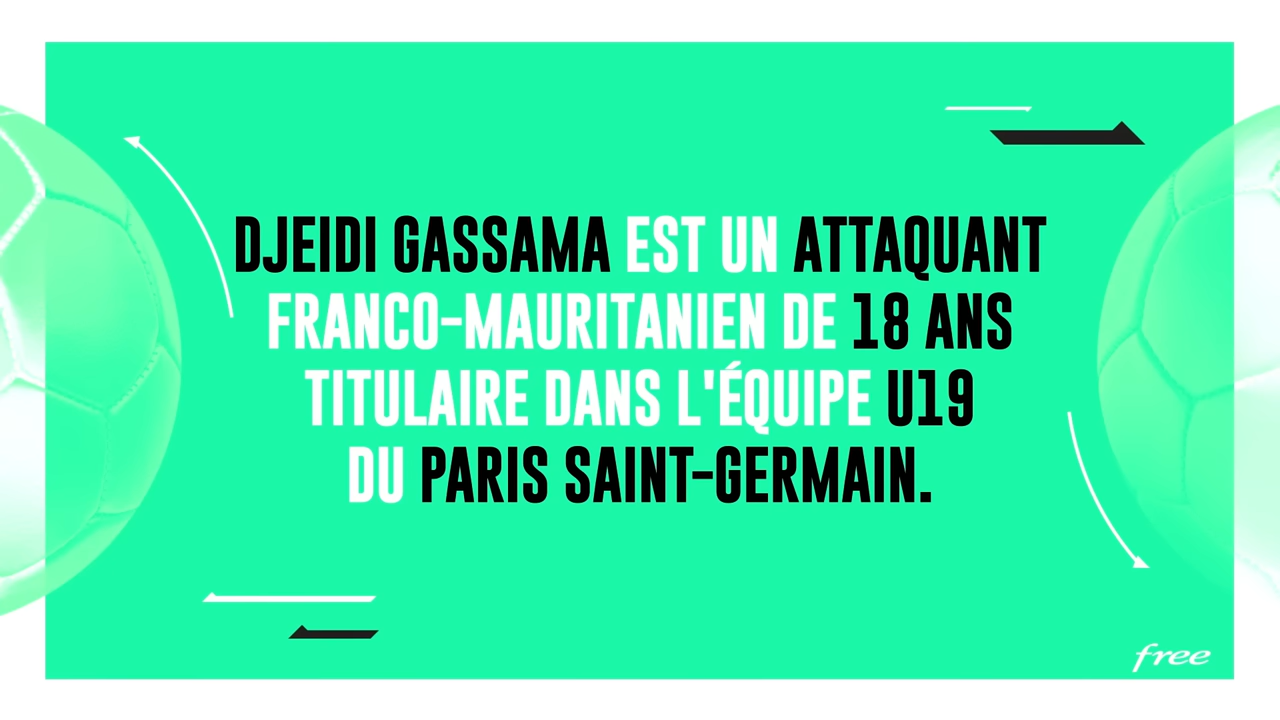 DJEIDI GASSAMA EST UN ATTAQUANT
FRANCO-MAURITANIEN DE 18 ANS
TITULAIRE DANS L'ÉQUIPE U19
DU PARIS SAINT-GERMAIN.
free